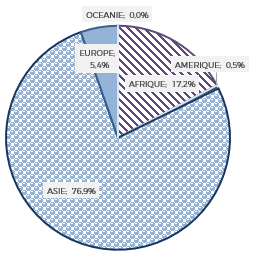 OCEANIE; 0,0%
EUROPE;
5,4%
AMERIQUE; 0,5%
AFRIQUE; 17,2%
ASIE; 76,9%